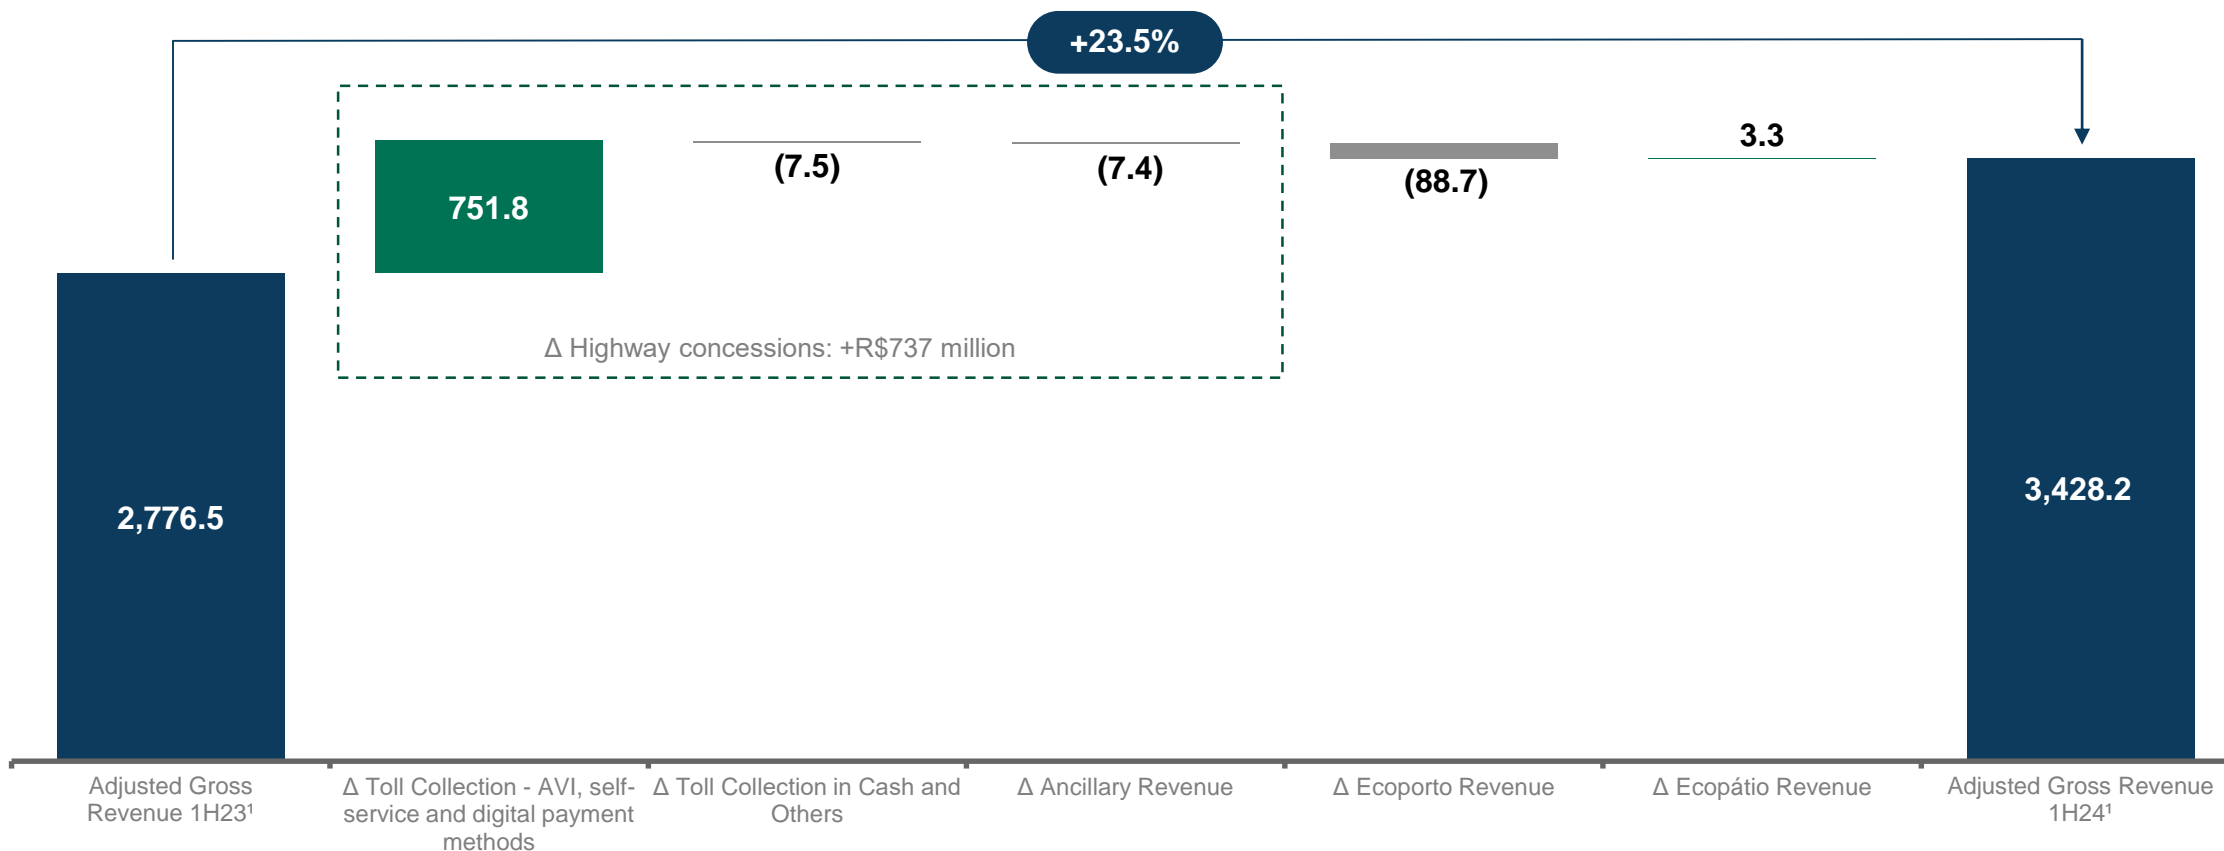 +23.5%
751.8
(7.5)
(7.4)
(88.7)
3.3
Δ Highway concessions: +R$737 million
2,776.5
3,428.2
Adjusted Gross
Revenue 1H23¹
Δ Toll Collection - AVI, self-
service and digital payment
methods
Δ Toll Collection in Cash and
Others
Δ Ancillary Revenue
Δ Ecoporto Revenue
Δ Ecopátio Revenue
Adjusted Gross Revenue
1H24¹